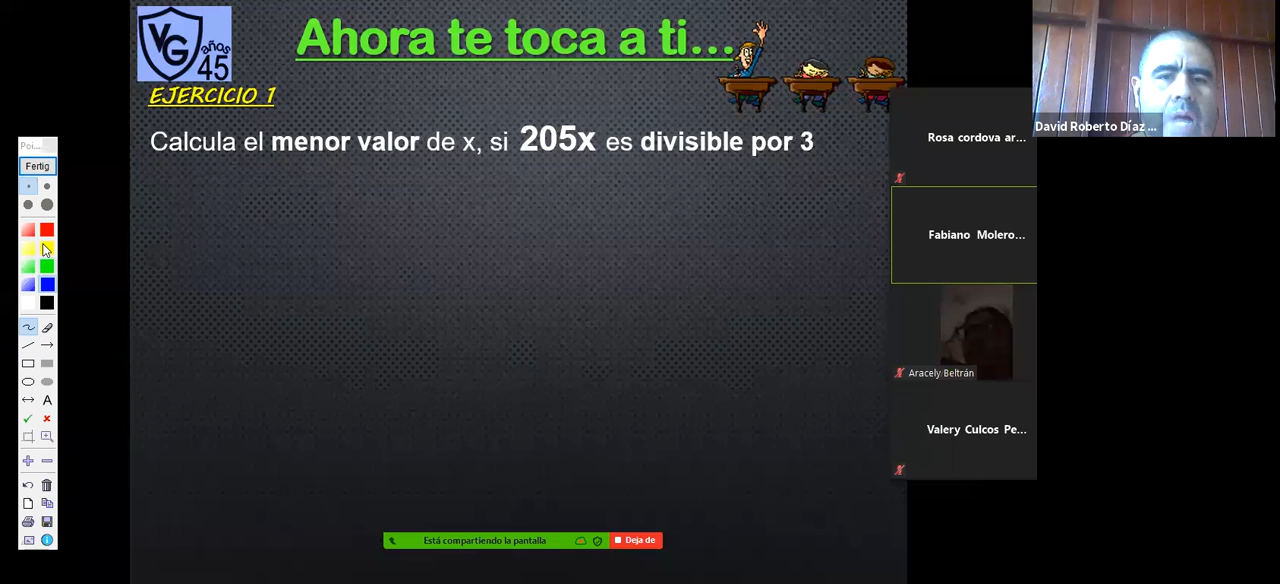 VG
años
45
Ahora te toca a ti...
EJERCICIO 1
Calcula el menor valor de x, si 205x es divisible por 3
Poi...
Fertig
A
David Roberto Díaz ...
Rosa cordova ar...
Fabiano Molero...
Aracely Beltrán
Valery Culcos Pe...
Está compartiendo la pantalla
Deja de